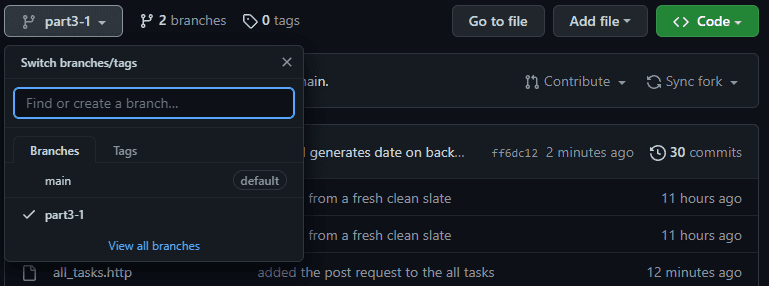 part3-1 2 branches 0 tags Go to file Add file Code
Switch branches/tags
main. Contribute Sync fork
Find or create a branch...
Branches Tags generates date on back... ff6dc12 2 minutes ago 30 commits
main default
from a fresh clean slate 11 hours ago
part3-1
from a fresh clean slate 11 hours ago
View all branches
all_tasks.http added the post request to the all tasks 12 minutes ago